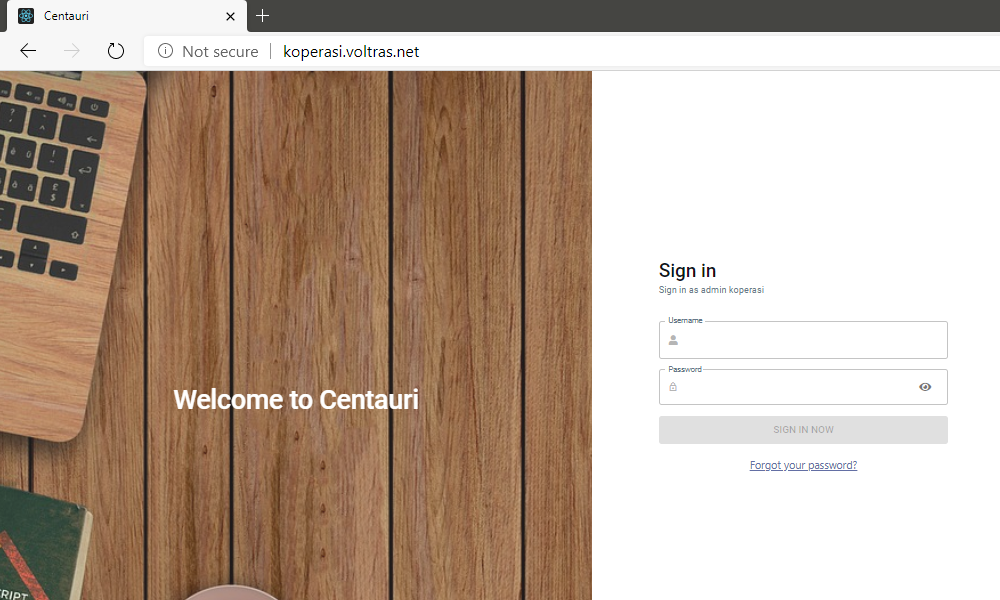 Centauri
Not secure
koperasi.voltras.net
Sign in
Sign in as admin koperasi
Username
Password
SIGN IN NOW
Forgot your password?
Welcome to Centauri